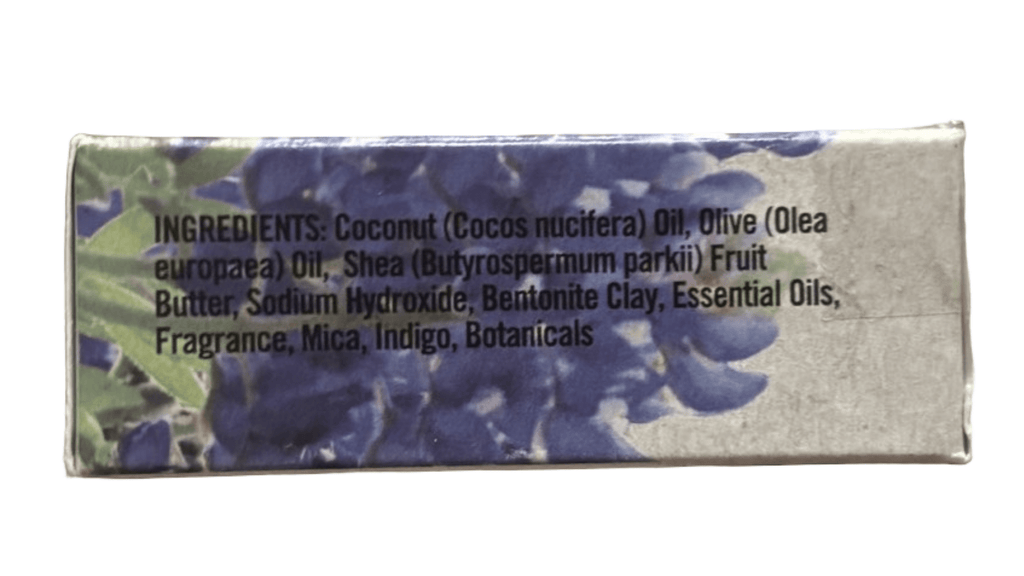 INGREDIENTS: Coconut (Cocos nucifera) Oil, Olive (Olea
europaea) Oil, Shea (Butyrospermum parkii) Fruit
Butter, Sodium Hydroxide, Bentonite Clay, Essential Oils,
Fragrance, Mica, Indigo, Botanicals